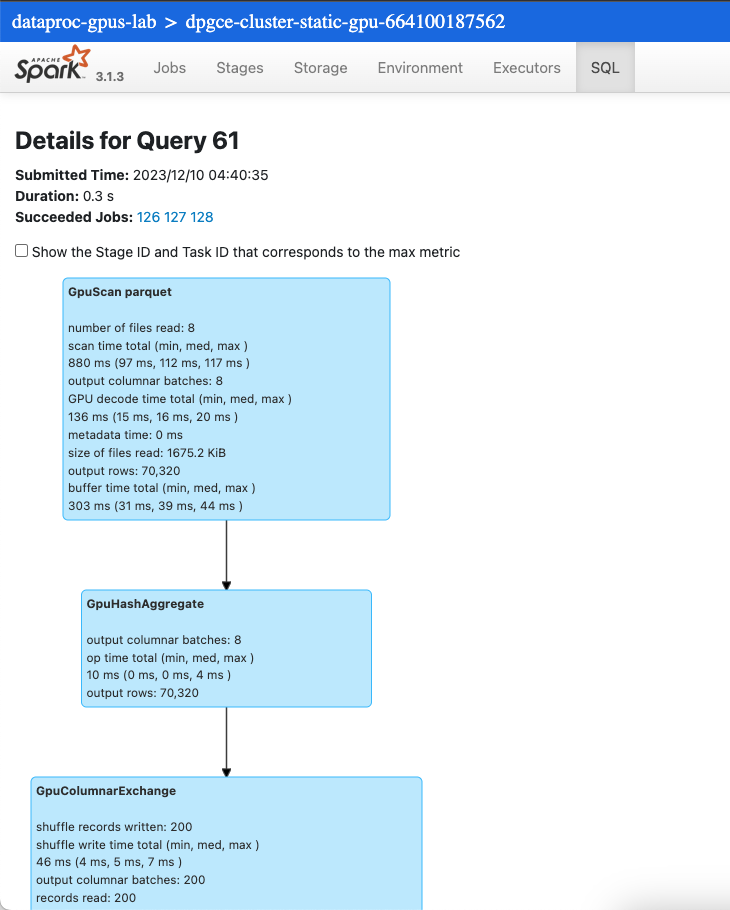 dataproc-gpus-lab > dpgce-cluster-static-gpu-664100187562
APACHE Spark 3.1.3 Jobs Stages Storage Environment Executors SQL
Details for Query 61
Submitted Time: 2023/12/10 04:40:35
Duration: 0.3 s
Succeeded Jobs: 126 127 128
Show the Stage ID and Task ID that corresponds to the max metric
GpuScan parquet
number of files read: 8
scan time total (min, med, max )
880 ms (97 ms, 112 ms, 117 ms )
output columnar batches: 8
GPU decode time total (min, med, max )
136 ms (15 ms, 16 ms, 20 ms )
metadata time: 0 ms
size of files read: 1675.2 KiB
output rows: 70,320
buffer time total (min, med, max )
303 ms (31 ms, 39 ms, 44 ms )
GpuHashAggregate
output columnar batches: 8
op time total (min, med, max )
10 ms (0 ms, 0 ms, 4 ms )
output rows: 70,320
GpuColumnarExchange
shuffle records written: 200
shuffle write time total (min, med, max )
46 ms (4 ms, 5 ms, 7 ms )
output columnar batches: 200
records read: 200